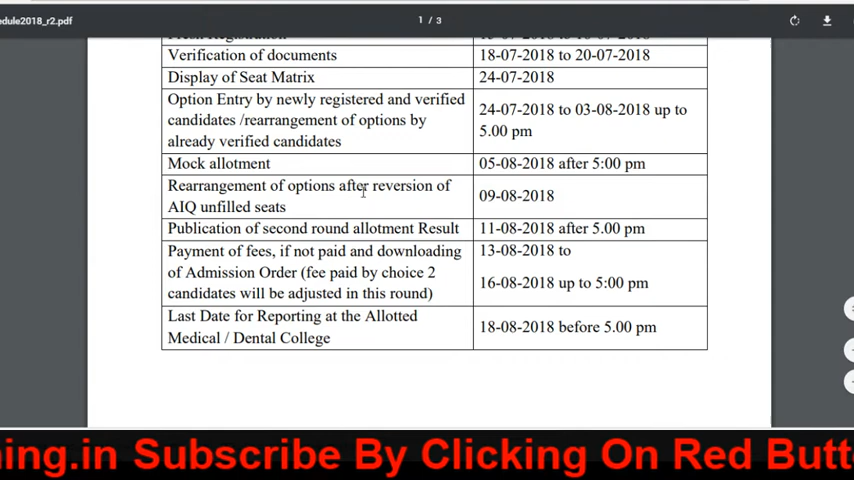 edule2018_r2.pdf
1 / 3
Verification of documents
18-07-2018 to 20-07-2018
Display of Seat Matrix
24-07-2018
Option Entry by newly registered and verified
candidates /rearrangement of options by
already verified candidates
24-07-2018 to 03-08-2018 up to
5.00 pm
Mock allotment
05-08-2018 after 5:00 pm
Rearrangement of options after reversion of
AIQ unfilled seats
09-08-2018
Publication of second round allotment Result
11-08-2018 after 5.00 pm
Payment of fees, if not paid and downloading
of Admission Order (fee paid by choice 2
candidates will be adjusted in this round)
13-08-2018 to
16-08-2018 up to 5:00 pm
Last Date for Reporting at the Allotted
Medical / Dental College
18-08-2018 before 5.00 pm
ning.in Subscribe By Clicking On Red Butt